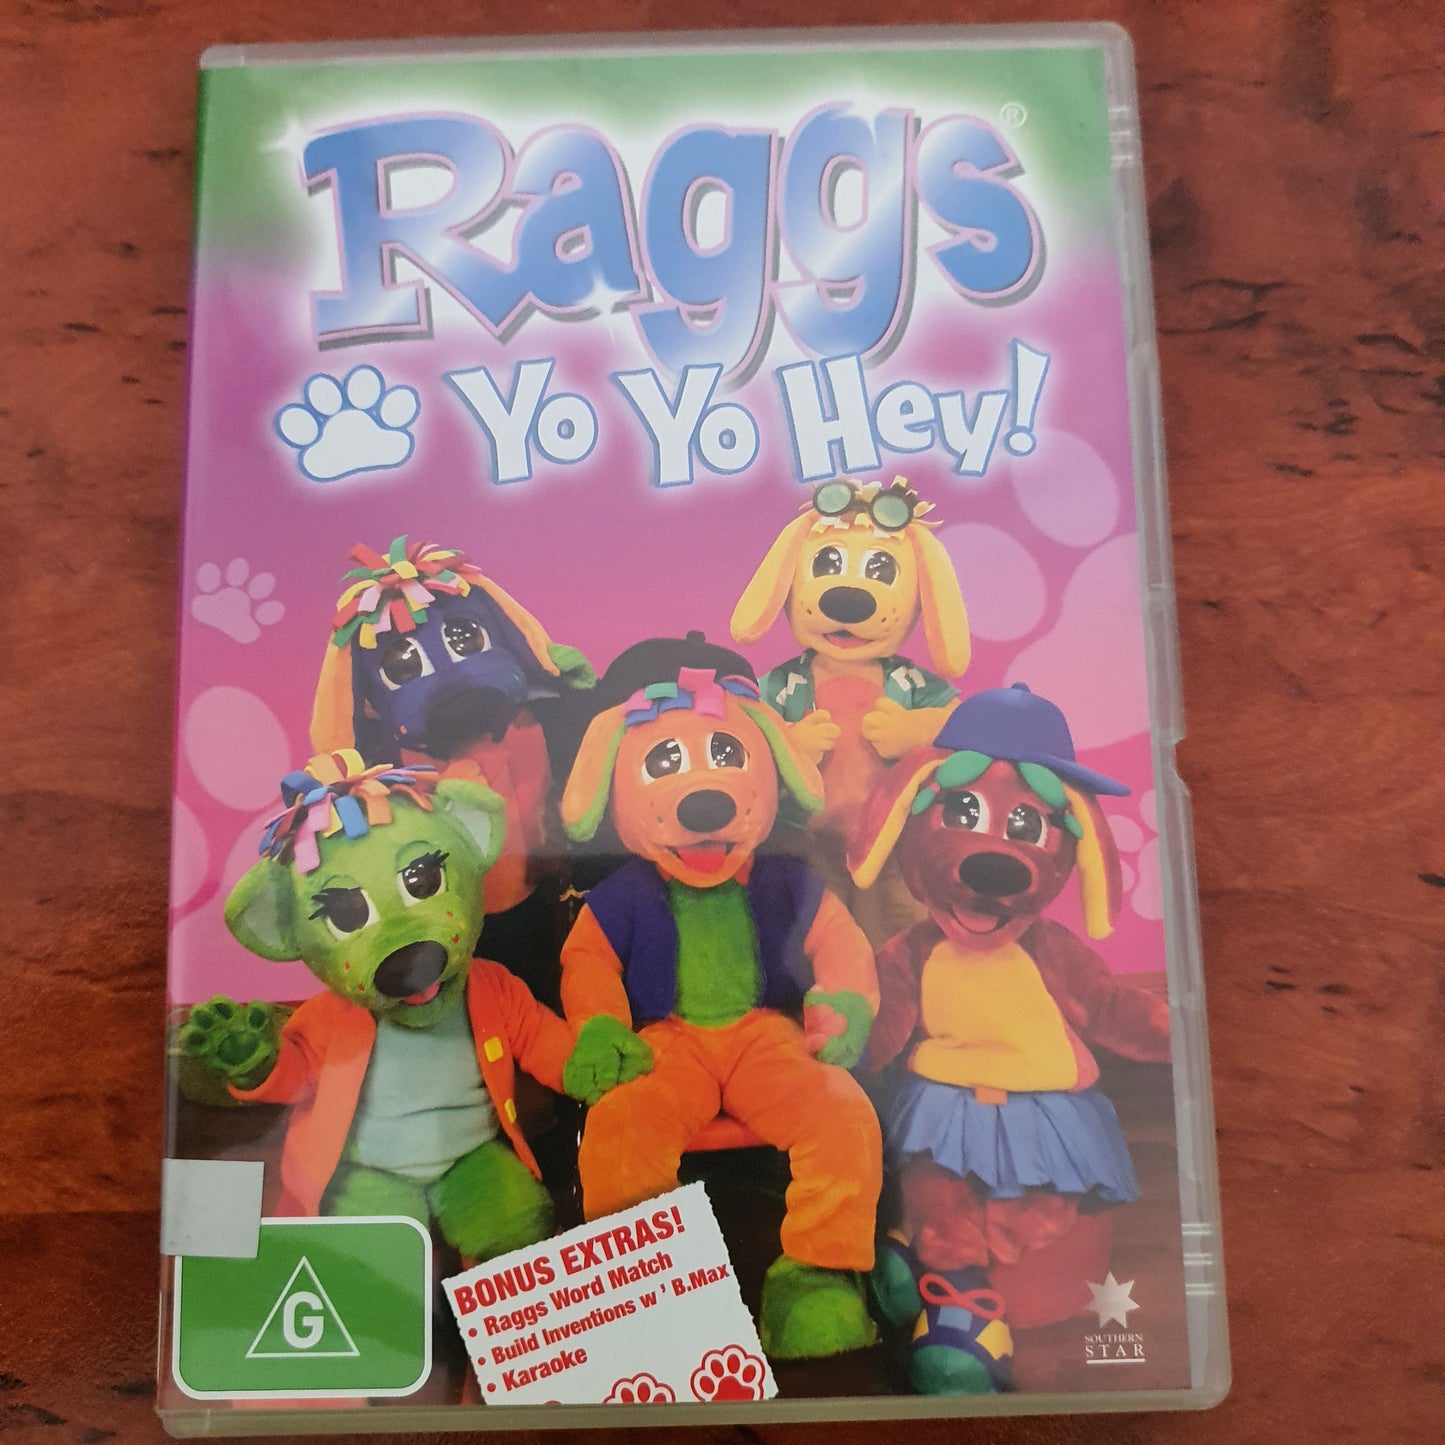 Raggs®
Yo Yo Hey!
BONUS EXTRAS!
• Raggs Word Match
• Build Inventions w ' B.Max
• Karaoke
G
SOUTHERN
STAR